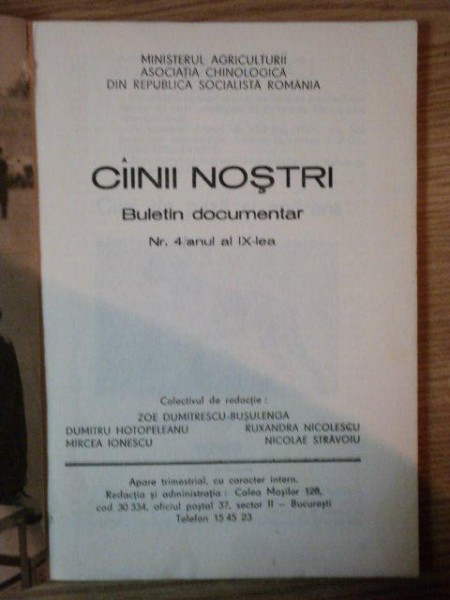 MINISTERUL AGRICULTURII
ASOCIAȚIA CHINOLOGICA
DIN REPUBLICA SOCIALISTĂ ROMÂNIA
CÎINII NOȘTRI
Buletin documentar
Nr. 4/anul al IX-lea
Colectivul de redacție :
ZOE DUMITRESCU-BUȘULENGA
DUMITRU HOTOPELEANU RUXANDRA NICOLESCU
MIRCEA IONESCU NICOLAE STRĂVOIU
Apare trimestrial, cu caracter intern.
Redacția și administrația : Calea Moșilor 128,
cod 30 334, oficiul poștal 37, sector II — București
Telefon 15 45 23